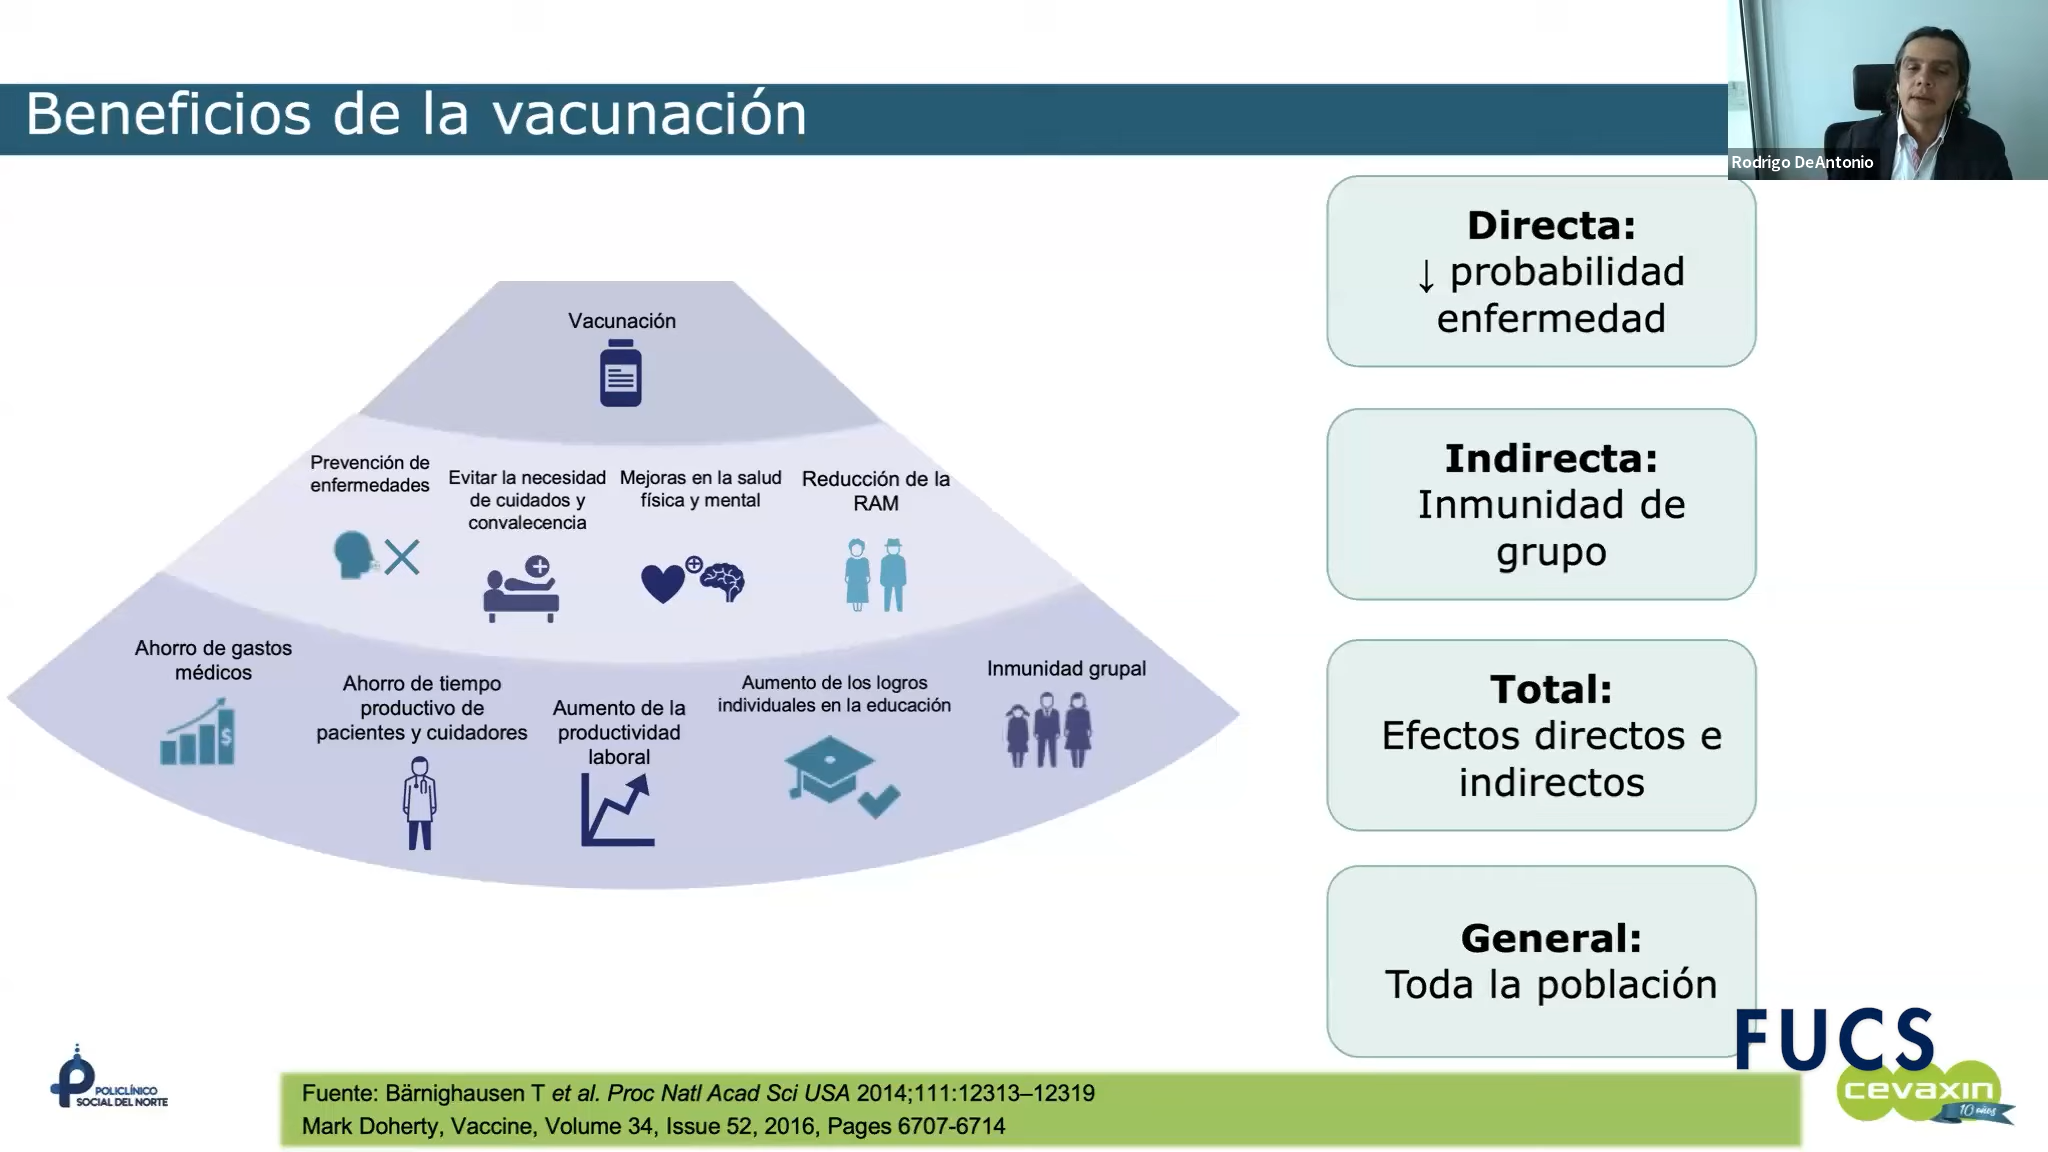 Beneficios de la vacunación
Rodrigo DeAntonio
Vacunación
Prevención de
enfermedades
Evitar la necesidad
de cuidados y
convalecencia
Mejoras en la salud
física y mental
Reducción de la
RAM
Ahorro de gastos
médicos
$
Ahorro de tiempo
productivo de
pacientes y cuidadores
Aumento de la
productividad
laboral
Aumento de los logros
individuales en la educación
Inmunidad grupal
Directa:
↓ probabilidad
enfermedad
Indirecta:
Inmunidad de
grupo
Total:
Efectos directos e
indirectos
General:
Toda la población
POLICLÍNICO
SOCIAL DEL NORTE
Fuente: Bärnighausen T et al. Proc Natl Acad Sci USA 2014;111:12313–12319
Mark Doherty, Vaccine, Volume 34, Issue 52, 2016, Pages 6707-6714
FUCS
cevaxin
10 años